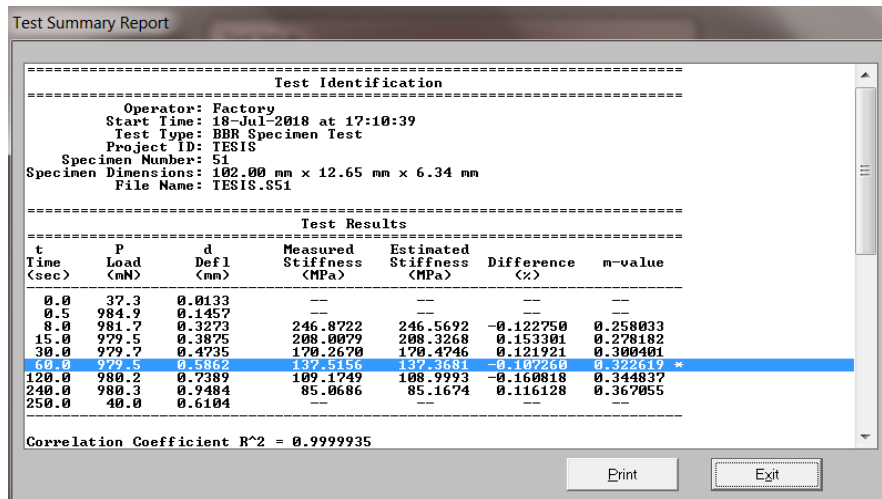 Test Summary Report
================================================================================
Test Identification
================================================================================
Operator: Factory
Start Time: 18-Jul-2018 at 17:10:39
Test Type: BBR Specimen Test
Project ID: TESIS
Specimen Number: 51
Specimen Dimensions: 102.00 mm x 12.65 mm x 6.34 mm
File Name: TESIS.S51
================================================================================
Test Results
================================================================================
t P d Measured Estimated
Time Load Defl Stiffness Stiffness Difference m-value
(sec) (mN) (mm) (MPa) (MPa) (%)
--------------------------------------------------------------------------------
0.0 37.3 0.0133 -- -- --
0.5 984.9 0.1457 -- -- --
8.0 981.7 0.3273 246.8722 246.5692 -0.122750 0.258033
15.0 979.5 0.3875 208.0079 208.3268 0.153301 0.278182
30.0 979.7 0.4735 170.2670 170.4746 0.121921 0.300401
60.0 979.5 0.5862 137.5156 137.3681 -0.107260 0.322619 *
120.0 980.2 0.7389 109.1749 108.9993 -0.160818 0.344837
240.0 980.3 0.9484 85.0686 85.1674 0.116128 0.367055
250.0 40.0 0.6104 -- -- --
--------------------------------------------------------------------------------
Correlation Coefficient R^2 = 0.9999935
Print Exit